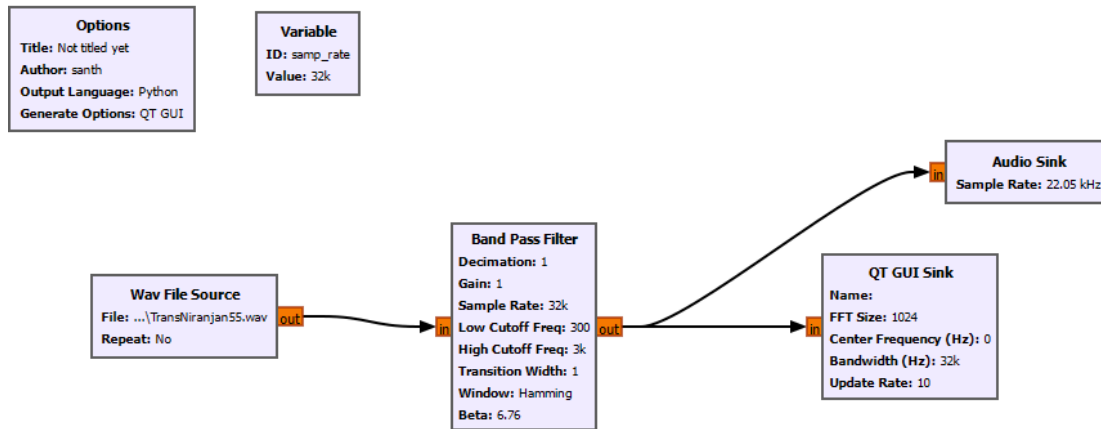 Options
Title: Not titled yet
Author: santh
Output Language: Python
Generate Options: QT GUI
Variable
ID: samp_rate
Value: 32k
Audio Sink
Sample Rate: 22.05 kHz
in
Band Pass Filter
Decimation: 1
Gain: 1
Sample Rate: 32k
Low Cutoff Freq: 300
High Cutoff Freq: 3k
Transition Width: 1
Window: Hamming
Beta: 6.76
in
out
QT GUI Sink
Name:
FFT Size: 1024
Center Frequency (Hz): 0
Bandwidth (Hz): 32k
Update Rate: 10
in
Wav File Source
File: ...\TransNiranjan55.wav
Repeat: No
out